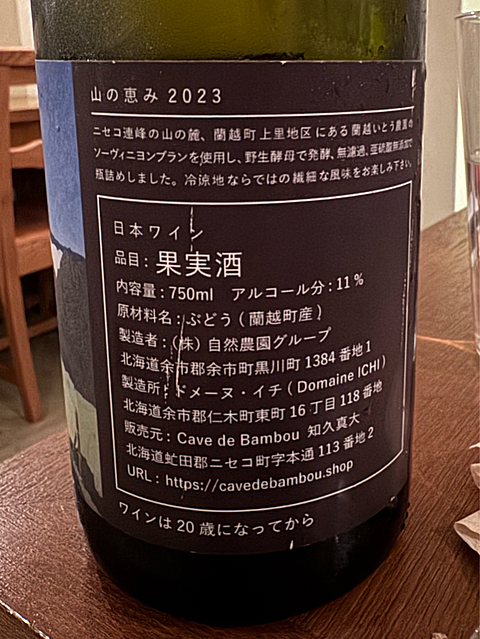 山の恵み 2023
ニセコ連峰の山の麓、蘭越町上里地区にある蘭越いとう農園の
ソーヴィニヨンブランを使用し、野生酵母で発酵、無濾過、亜硫酸無添加で
瓶詰めしました。冷涼地ならではの繊細な風味をお楽しみ下さい。
日本ワイン
品目：果実酒
内容量：750ml アルコール分：11%
原材料名：ぶどう（蘭越町産）
製造者：（株）自然農園グループ
北海道余市郡余市町黒川町 1384 番地 1
製造所：ドメーヌ・イチ（Domaine ICHI）
北海道余市郡仁木町東町 16 丁目 118 番地
販売元：Cave de Bambou 知久真大
北海道虻田郡ニセコ町字本通 113 番地 2
URL：https://cavedebambou.shop
ワインは 20 歳になってから